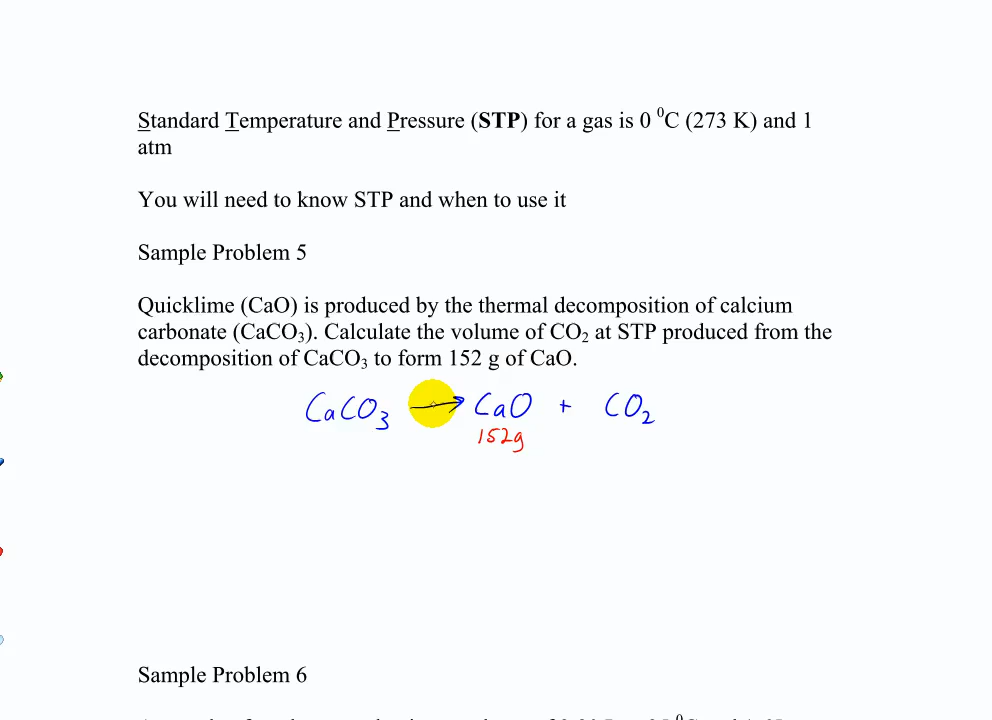 Standard Temperature and Pressure (STP) for a gas is 0 ⁰C (273 K) and 1
atm
You will need to know STP and when to use it
Sample Problem 5
Quicklime (CaO) is produced by the thermal decomposition of calcium
carbonate (CaCO₃). Calculate the volume of CO₂ at STP produced from the
decomposition of CaCO₃ to form 152 g of CaO.
CaCO₃ → CaO + CO₂
152g
Sample Problem 6